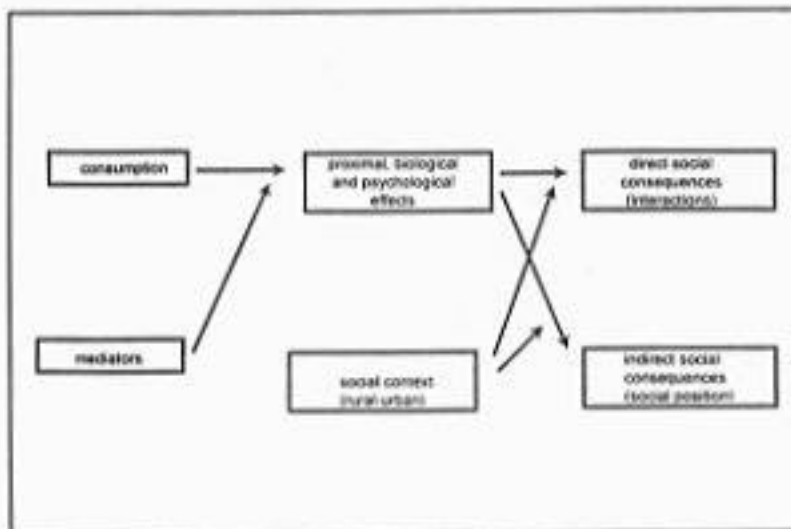 consumption
proximal, biological
and psychological
effects
direct social
consequences
(interactions)
mediators
social context
(rural urban)
indirect social
consequences
(social position)